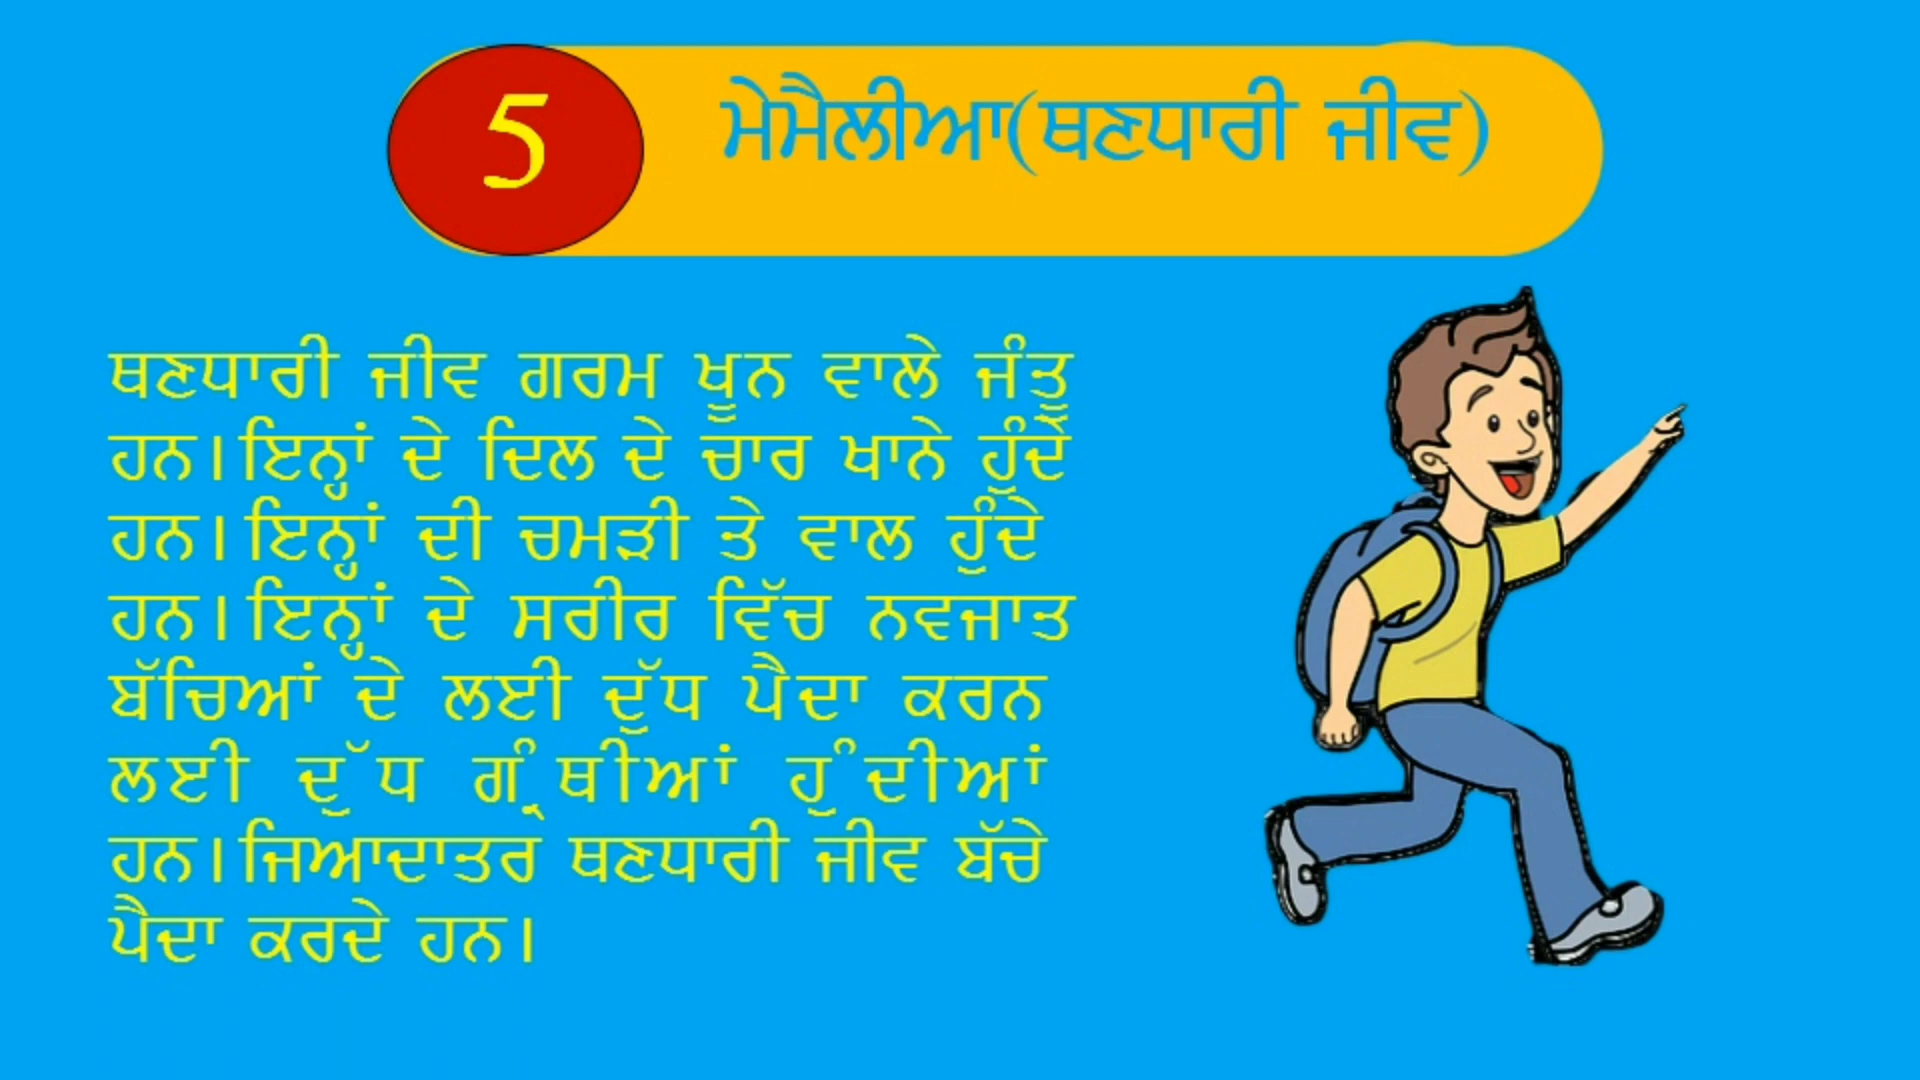 5
ਮੇਮੈਲੀਆ(ਥਣਧਾਰੀ ਜੀਵ)
ਥਣਧਾਰੀ ਜੀਵ ਗਰਮ ਖੂਨ ਵਾਲੇ ਜੰਤੂ
ਹਨ।ਇਨ੍ਹਾਂ ਦੇ ਦਿਲ ਦੇ ਚਾਰ ਖਾਨੇ ਹੁੰਦੇ
ਹਨ।ਇਨ੍ਹਾਂ ਦੀ ਚਮੜੀ ਤੇ ਵਾਲ ਹੁੰਦੇ
ਹਨ।ਇਨ੍ਹਾਂ ਦੇ ਸਰੀਰ ਵਿੱਚ ਨਵਜਾਤ
ਬੱਚਿਆਂ ਦੇ ਲਈ ਦੁੱਧ ਪੈਦਾ ਕਰਨ
ਲਈ ਦੁੱਧ ਗ੍ਰੰਥੀਆਂ ਹੁੰਦੀਆਂ
ਹਨ।ਜਿਆਦਾਤਰ ਥਣਧਾਰੀ ਜੀਵ ਬੱਚੇ
ਪੈਦਾ ਕਰਦੇ ਹਨ।